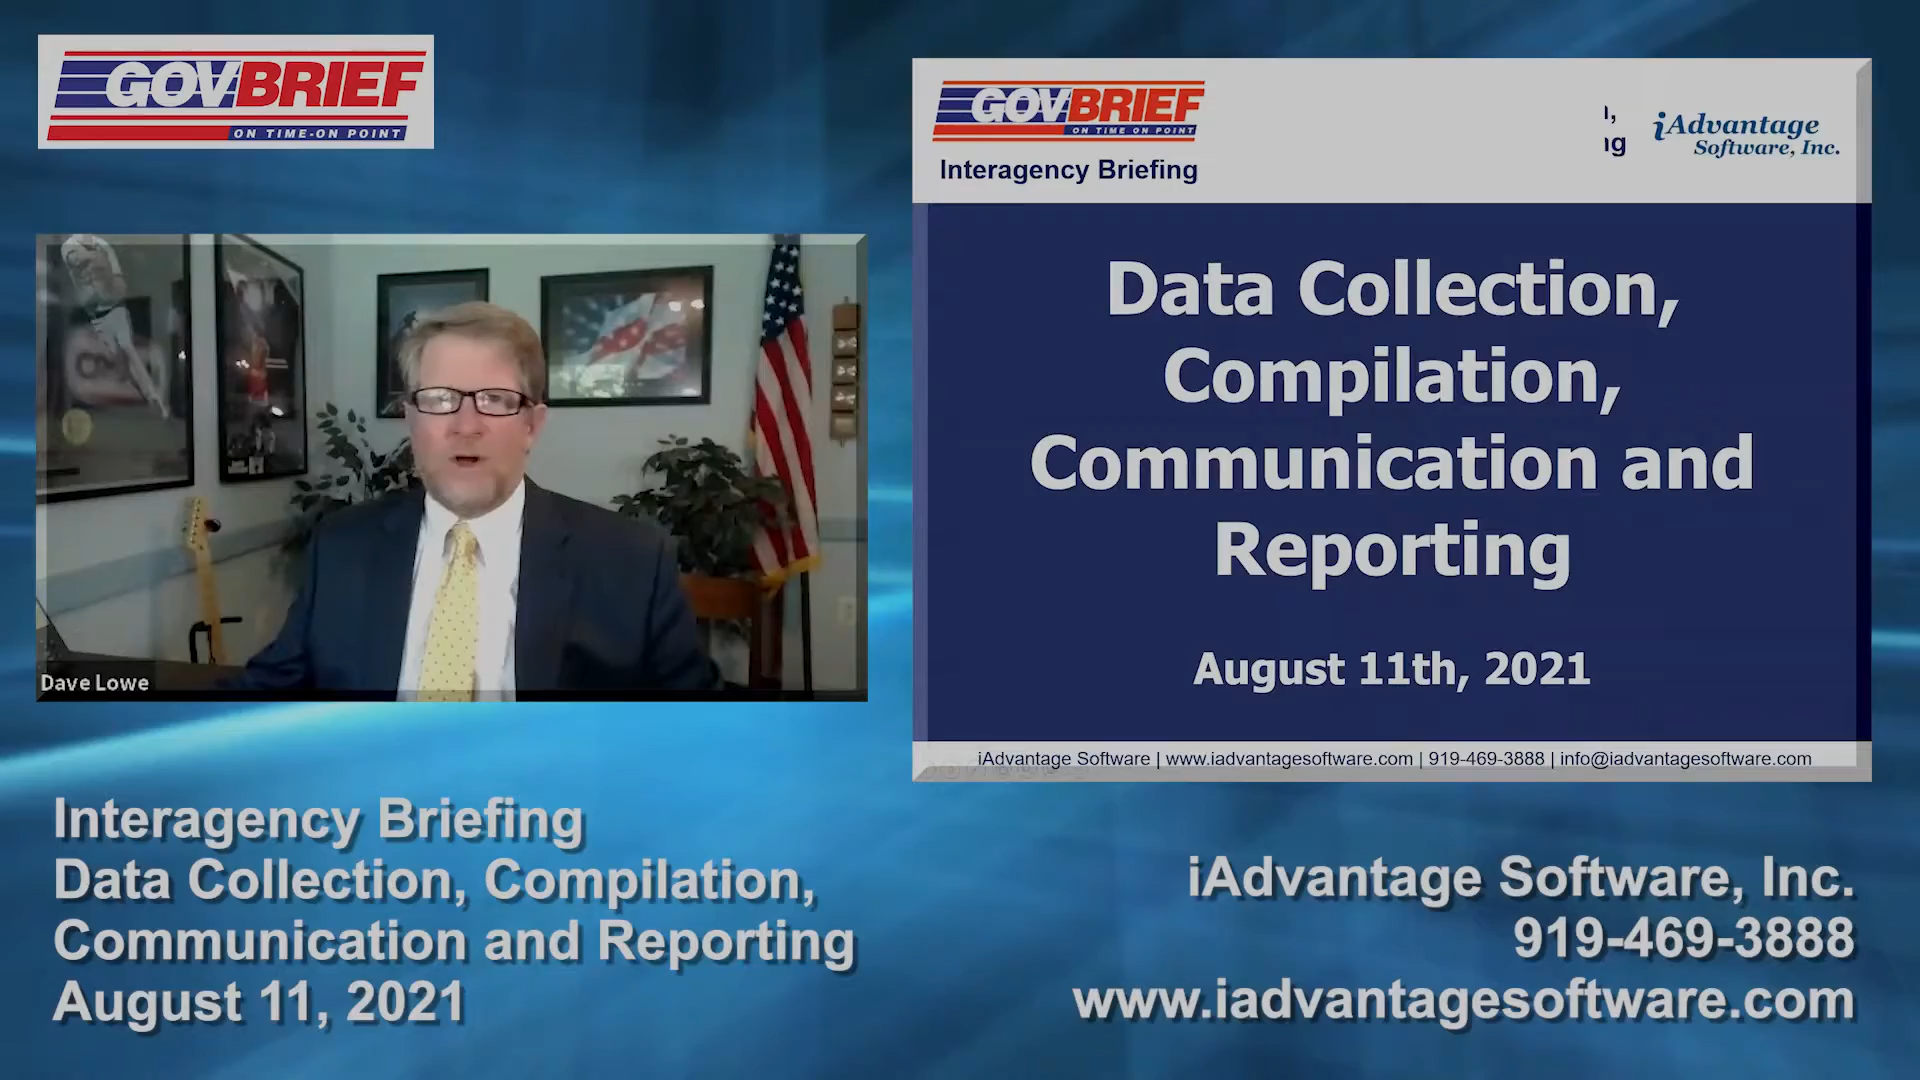 GOVBRIEF
ON TIME-ON POINT
Dave Lowe
GOVBRIEF
ON TIME-ON POINT
Interagency Briefing
iAdvantage
Software, Inc.
Data Collection,
Compilation,
Communication and
Reporting
August 11th, 2021
iAdvantage Software | www.iadvantagesoftware.com | 919-469-3888 | info@iadvantagesoftware.com
Interagency Briefing
Data Collection, Compilation,
Communication and Reporting
August 11, 2021
iAdvantage Software, Inc.
919-469-3888
www.iadvantagesoftware.com